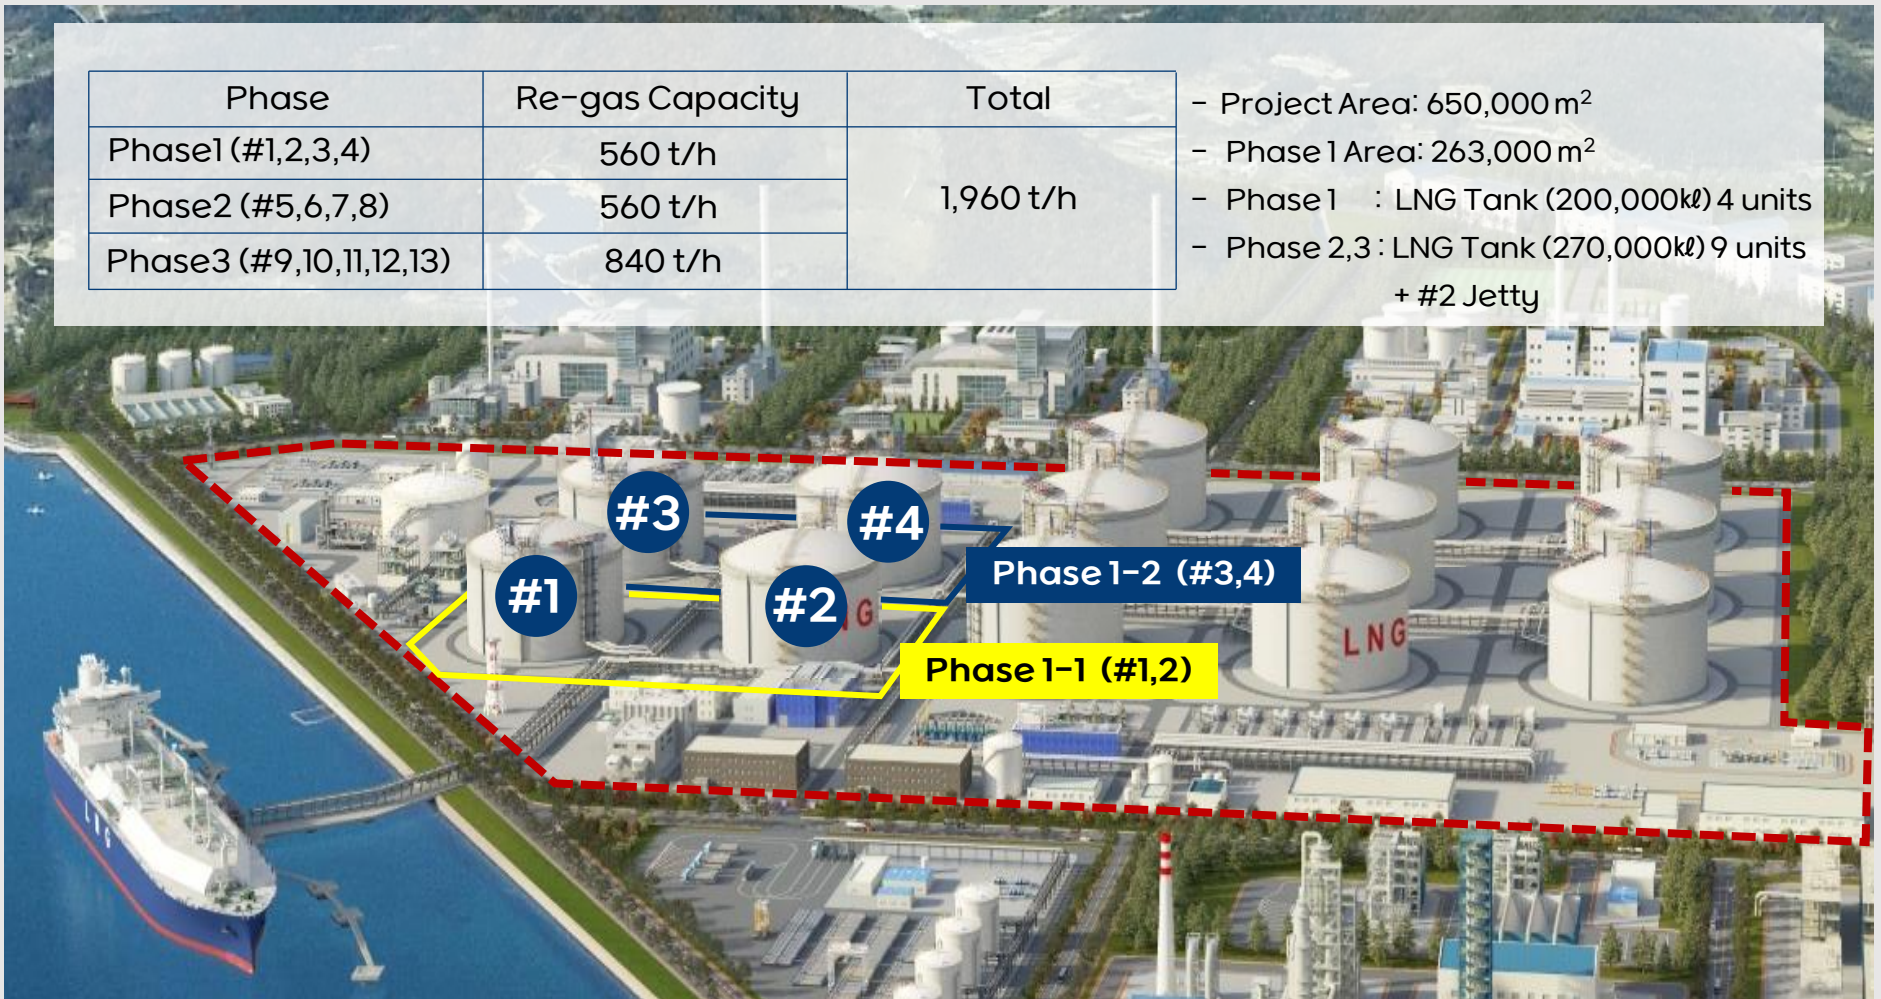 Phase Re-gas Capacity Total
Phase1 (#1,2,3,4) 560 t/h
Phase2 (#5,6,7,8) 560 t/h 1,960 t/h
Phase3 (#9,10,11,12,13) 840 t/h
- Project Area: 650,000 m²
- Phase 1 Area: 263,000 m²
- Phase 1 : LNG Tank (200,000㎘) 4 units
- Phase 2,3 : LNG Tank (270,000㎘) 9 units
+ #2 Jetty
#3
#4
#1
#2
NG
Phase 1-2 (#3,4)
Phase 1-1 (#1,2)
LNG
LNG